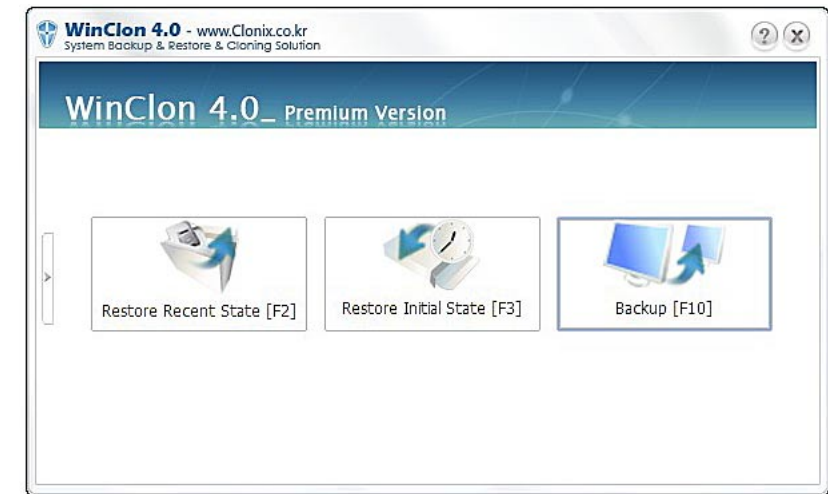 WinClon 4.0 - www.Clonix.co.kr
System Backup & Restore & Cloning Solution
? x
WinClon 4.0_ Premium Version
>
Restore Recent State [F2]
Restore Initial State [F3]
Backup [F10]